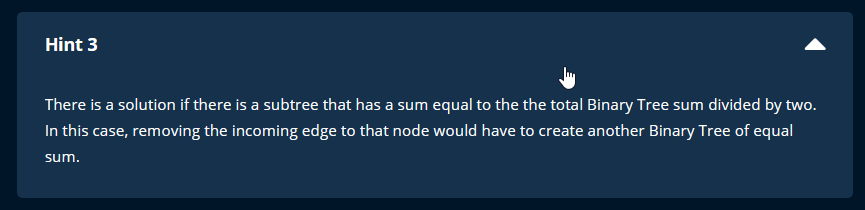 Hint 3
There is a solution if there is a subtree that has a sum equal to the the total Binary Tree sum divided by two.
In this case, removing the incoming edge to that node would have to create another Binary Tree of equal
sum.